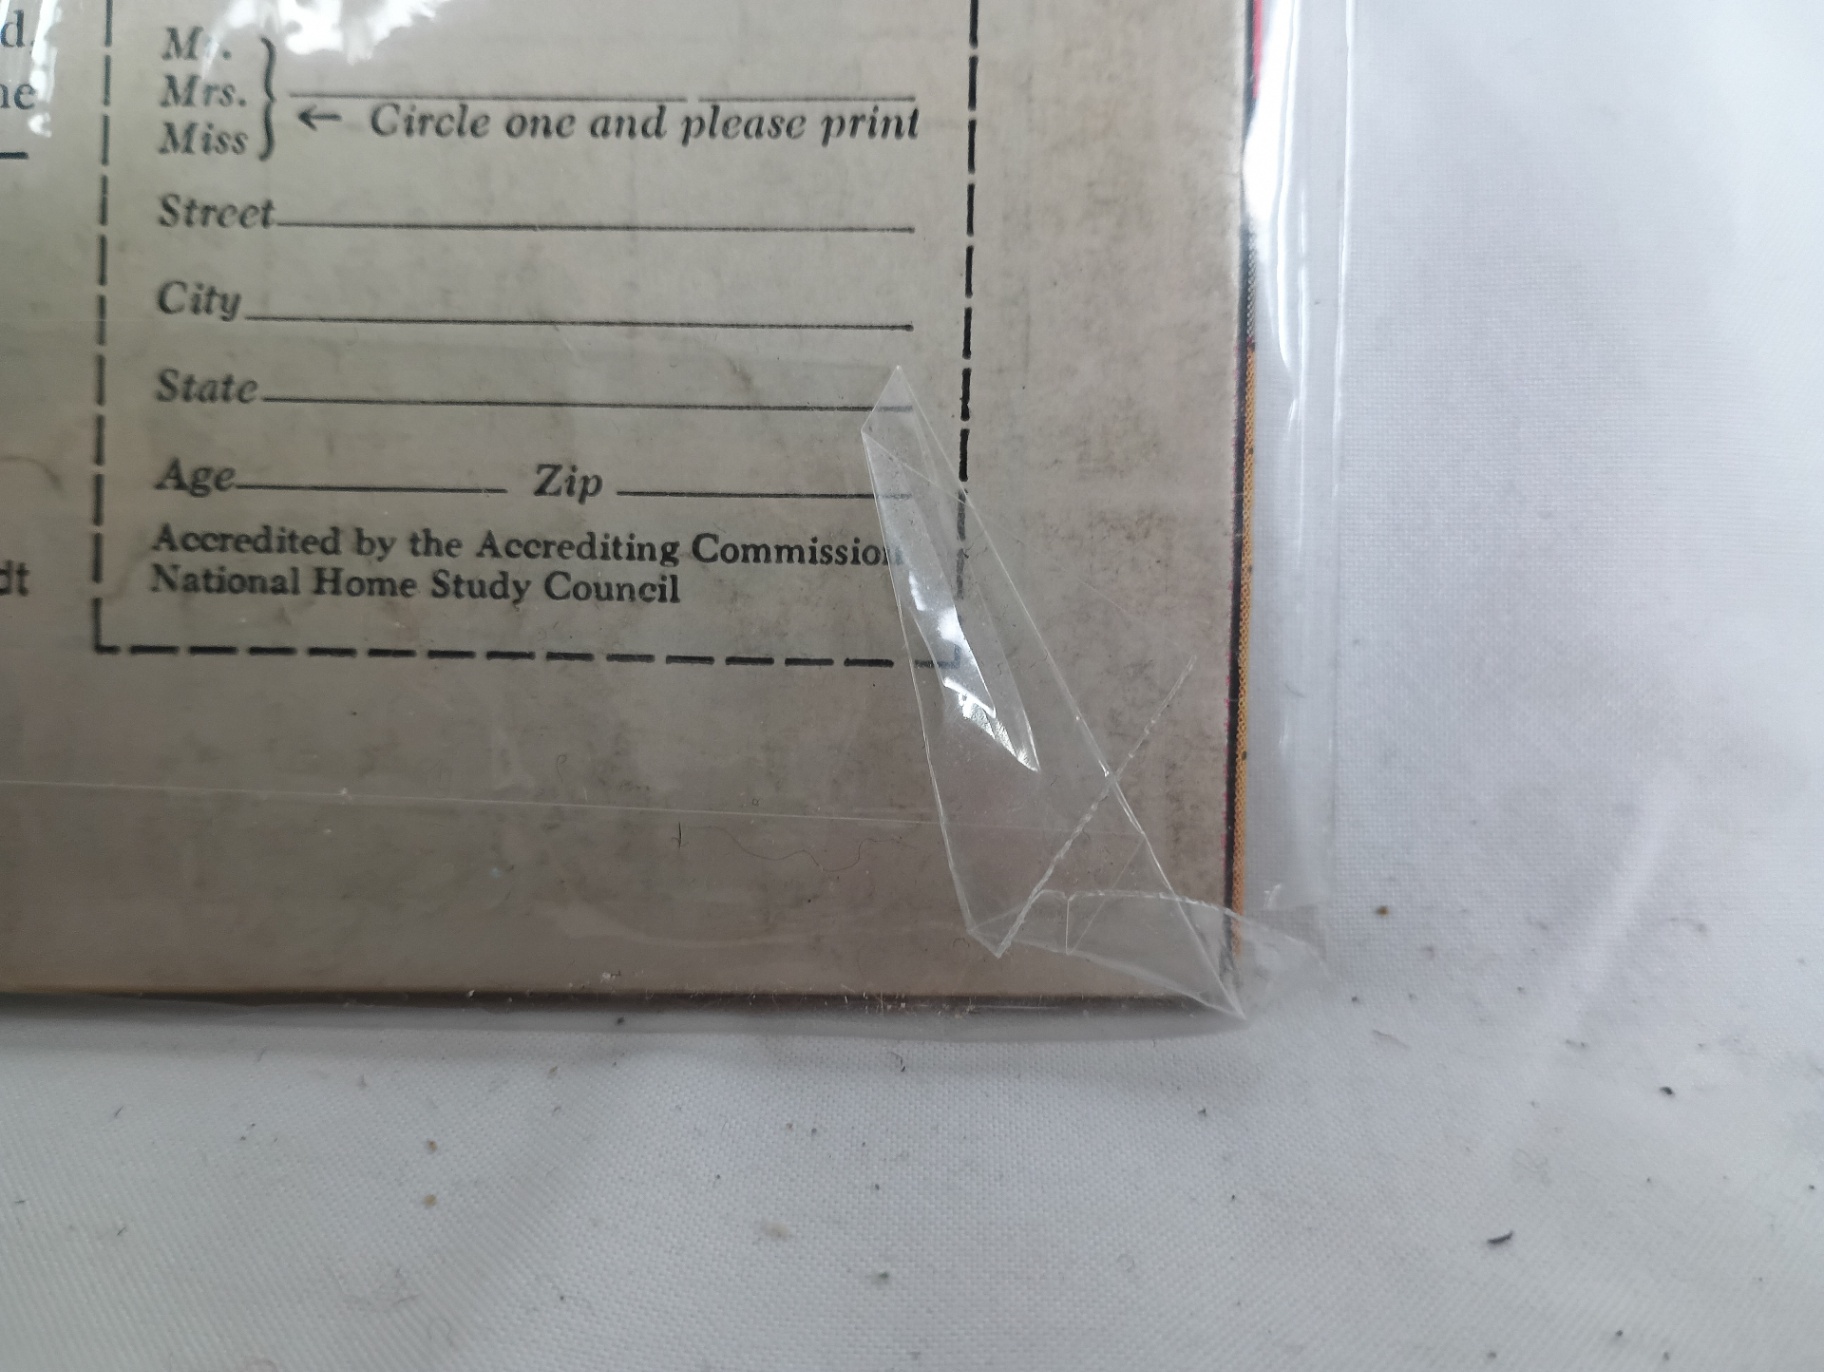 d.
Mr.
Mrs.
Miss
← Circle one and please print
Street
City
State
Age Zip
Accredited by the Accrediting Commission
National Home Study Council